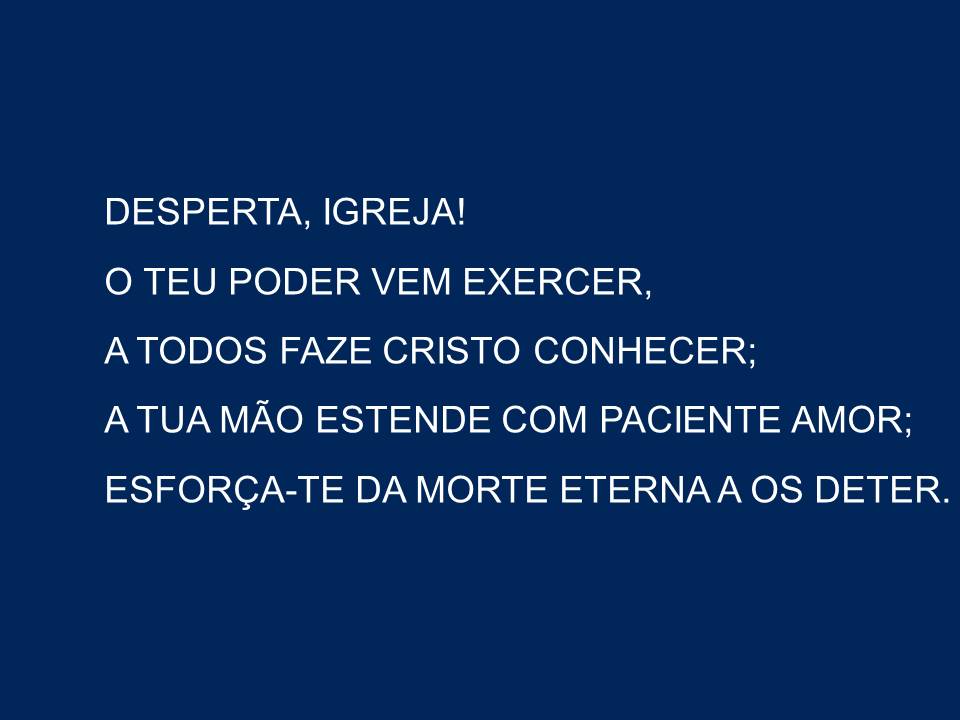 DESPERTA, IGREJA!
O TEU PODER VEM EXERCER,
A TODOS FAZE CRISTO CONHECER;
A TUA MÃO ESTENDE COM PACIENTE AMOR;
ESFORÇA-TE DA MORTE ETERNA A OS DETER.